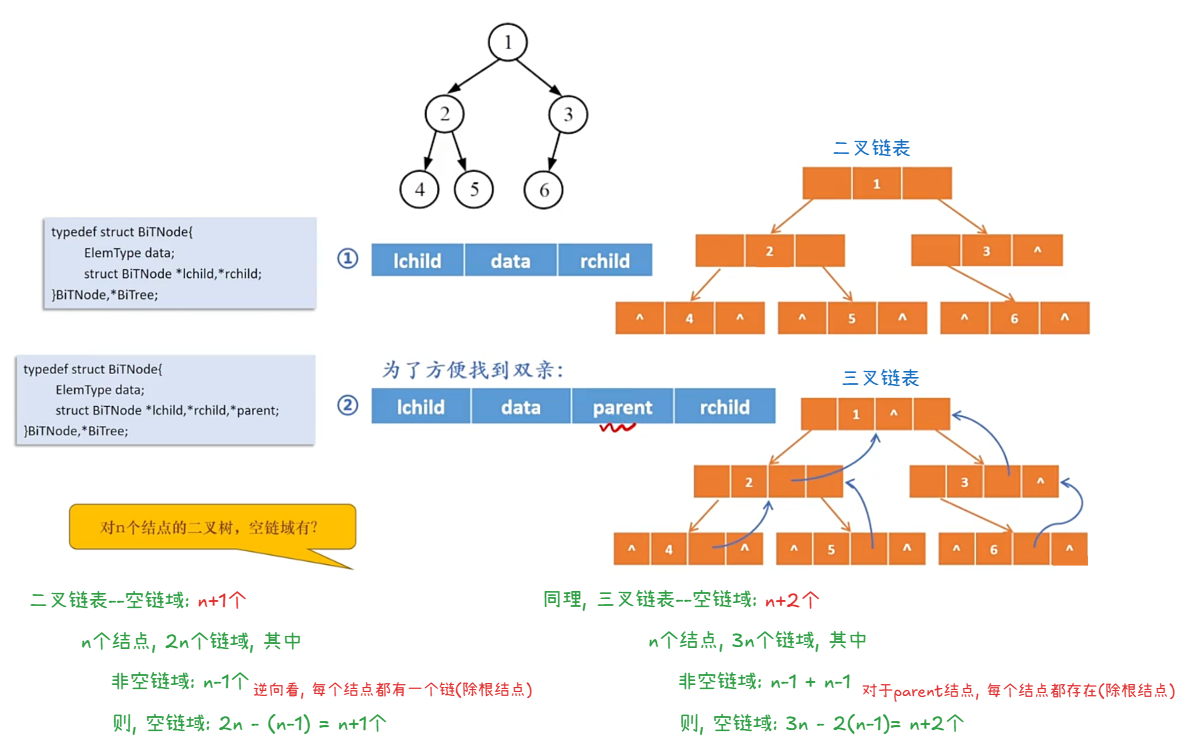 1
2
3
4
5
6
二叉链表
1
2
3 ^
^ 4 ^
^ 5 ^
^ 6 ^
typedef struct BiTNode{
ElemType data;
struct BiTNode *lchild,*rchild;
}BiTNode,*BiTree;
① lchild data rchild
typedef struct BiTNode{
ElemType data;
struct BiTNode *lchild,*rchild,*parent;
}BiTNode,*BiTree;
为了方便找到双亲:
② lchild data parent rchild
三叉链表
1 ^
2
3 ^
^ 4 ^
^ 5 ^
^ 6 ^
对n个结点的二叉树，空链域有?
二叉链表--空链域: n+1个
n个结点, 2n个链域, 其中
非空链域: n-1个 逆向看, 每个结点都有一个链(除根结点)
则, 空链域: 2n - (n-1) = n+1个
同理, 三叉链表--空链域: n+2个
n个结点, 3n个链域, 其中
非空链域: n-1 + n-1 对于parent结点, 每个结点都存在(除根结点)
则, 空链域: 3n - 2(n-1)= n+2个